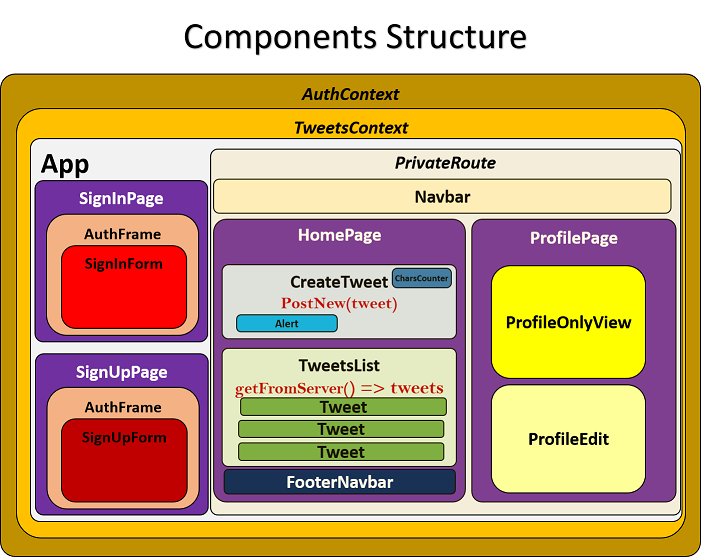 Components Structure
AuthContext
TweetsContext
App
PrivateRoute
Navbar
SignInPage
AuthFrame
SignInForm
SignUpPage
AuthFrame
SignUpForm
HomePage
CreateTweet
CharsCounter
PostNew(tweet)
Alert
TweetsList
getFromServer() => tweets
Tweet
Tweet
Tweet
FooterNavbar
ProfilePage
ProfileOnlyView
ProfileEdit